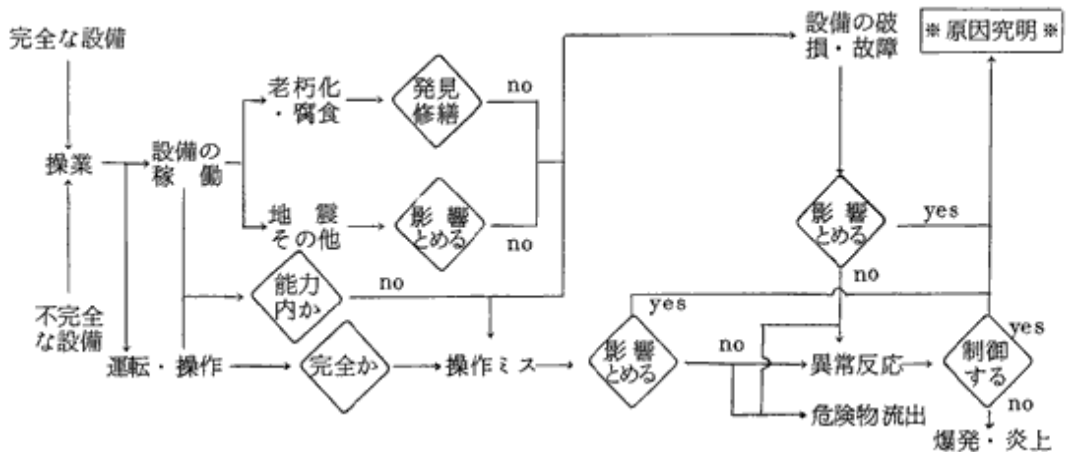 完全な設備
設備の破
損・故障
※原因究明※
老朽化
・腐食
発見
修繕
no
操業
設備の
稼働
地震
その他
影響
とめる
no
影響
とめる
yes
no
能力
内か
no
不完全
な設備
yes
yes
運転・操作
完全か
操作ミス
影響
とめる
no
異常反応
制御
する
危険物流出
no
爆発・炎上